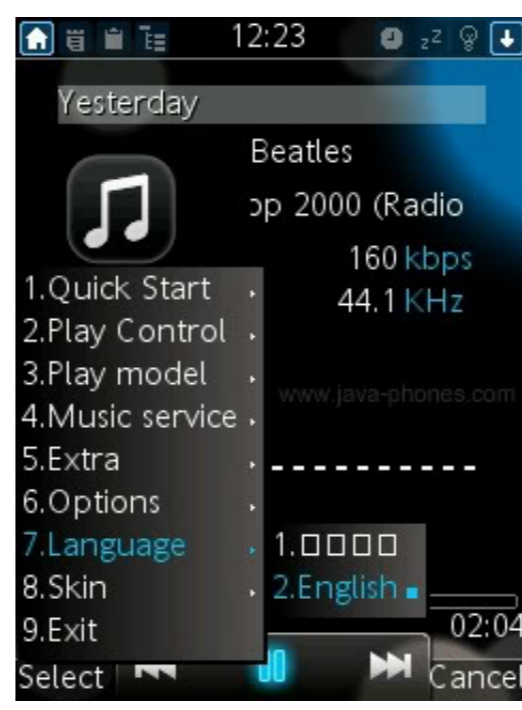 12:23
zZ
Yesterday
Beatles
op 2000 (Radio
160 kbps
44.1 KHz
1.Quick Start
2.Play Control
3.Play model
www.java-phones.com
4.Music service
5.Extra
6.Options
7.Language
1.□□□□
2.English
8.Skin
9.Exit
02:04
Select
Cancel